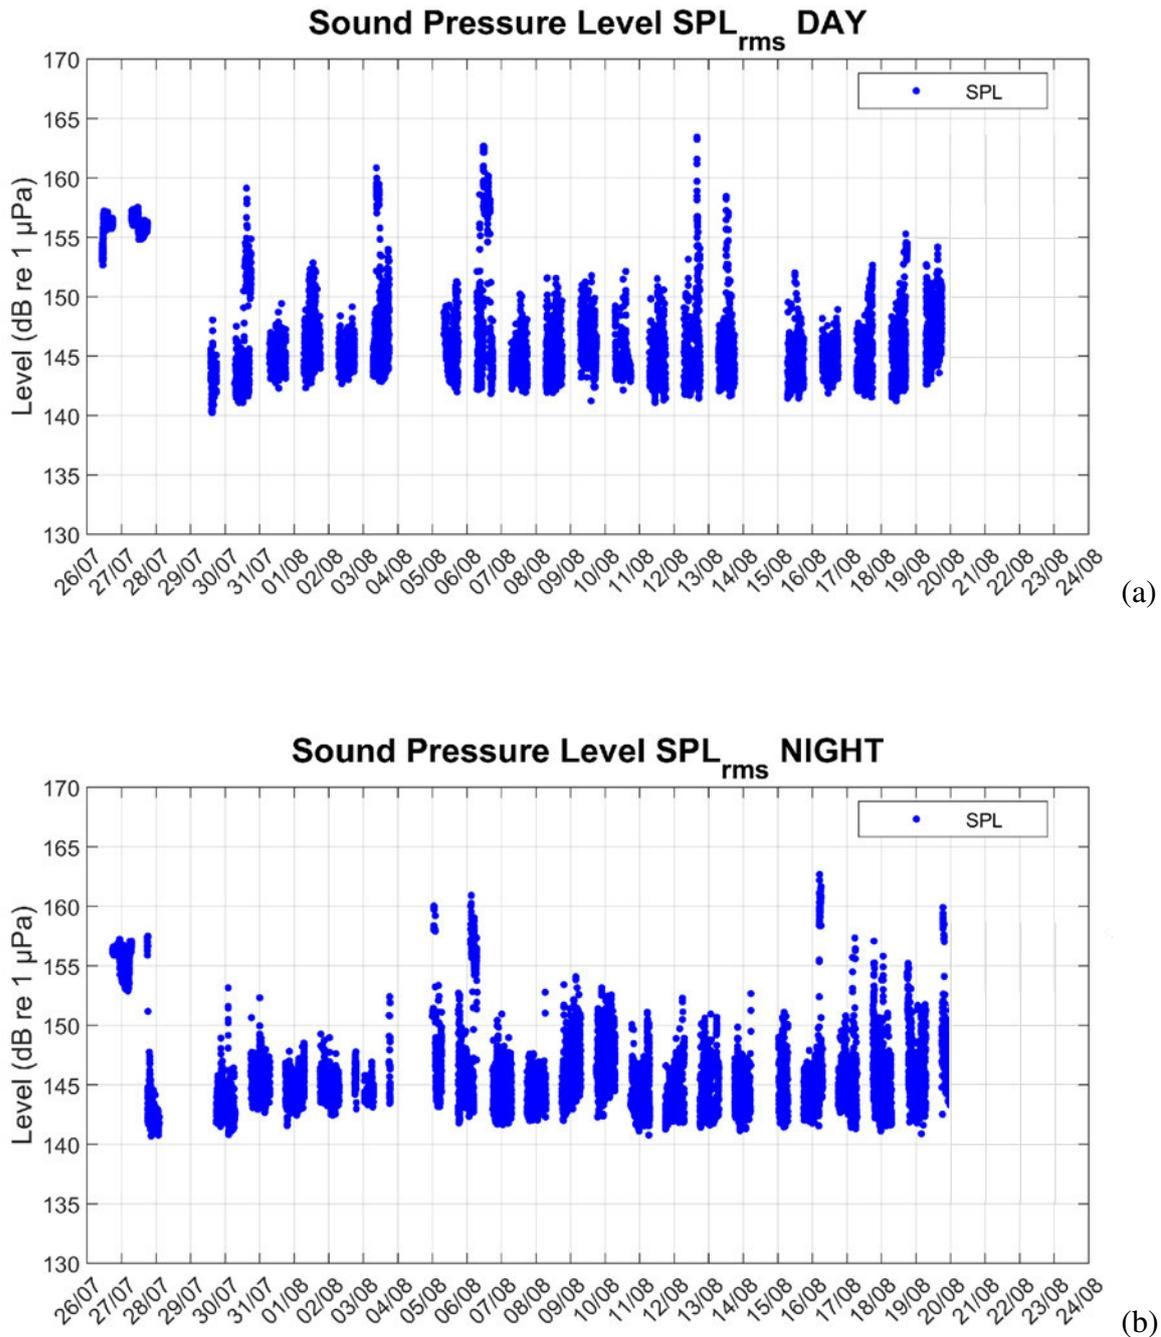 Sound Pressure Level SPLrms DAY
170
165
160
155
150
145
140
135
130
Level (dB re 1 µPa)
SPL
26/07 27/07 28/07 29/07 30/07 31/07 01/08 02/08 03/08 04/08 05/08 06/08 07/08 08/08 09/08 10/08 11/08 12/08 13/08 14/08 15/08 16/08 17/08 18/08 19/08 20/08 21/08 22/08 23/08 24/08
(a)
Sound Pressure Level SPLrms NIGHT
170
165
160
155
150
145
140
135
130
Level (dB re 1 µPa)
SPL
26/07 27/07 28/07 29/07 30/07 31/07 01/08 02/08 03/08 04/08 05/08 06/08 07/08 08/08 09/08 10/08 11/08 12/08 13/08 14/08 15/08 16/08 17/08 18/08 19/08 20/08 21/08 22/08 23/08 24/08
(b)